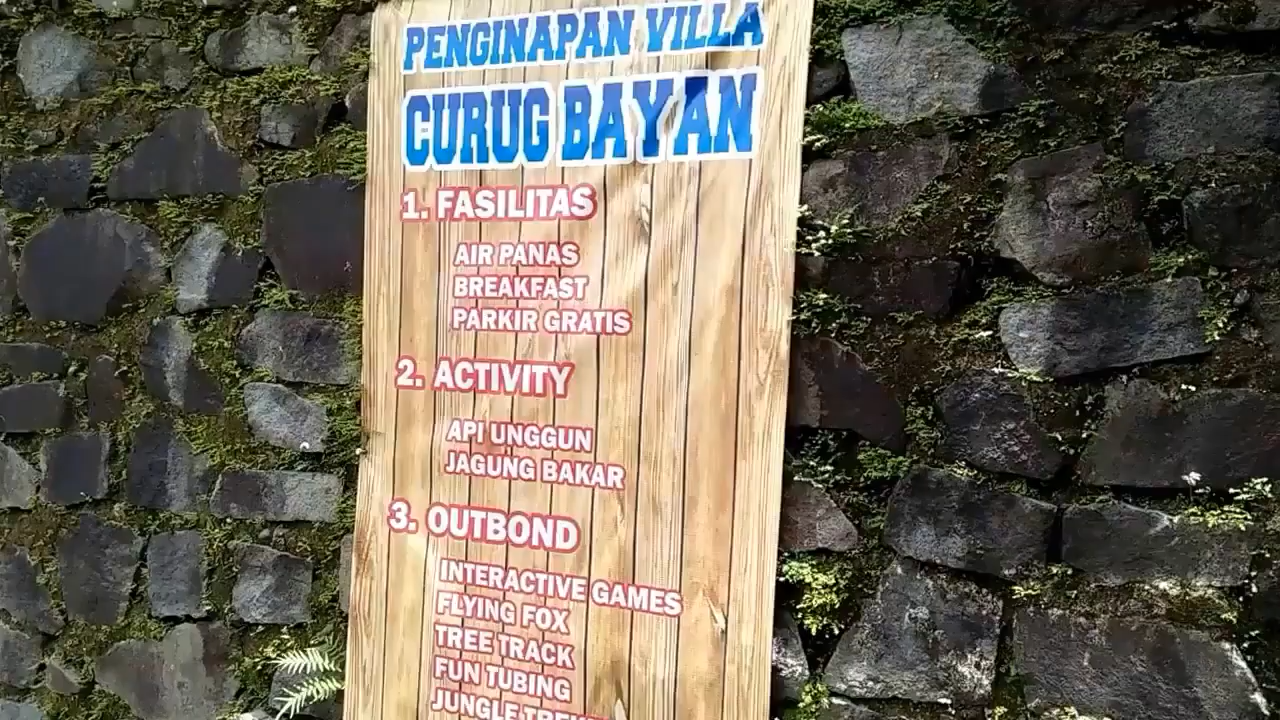 PENGINAPAN VILLA
CURUG BAYAN
1. FASILITAS
AIR PANAS
BREAKFAST
PARKIR GRATIS
2. ACTIVITY
API UNGGUN
JAGUNG BAKAR
3. OUTBOND
INTERACTIVE GAMES
FLYING FOX
TREE TRACK
FUN TUBING
JUNGLE